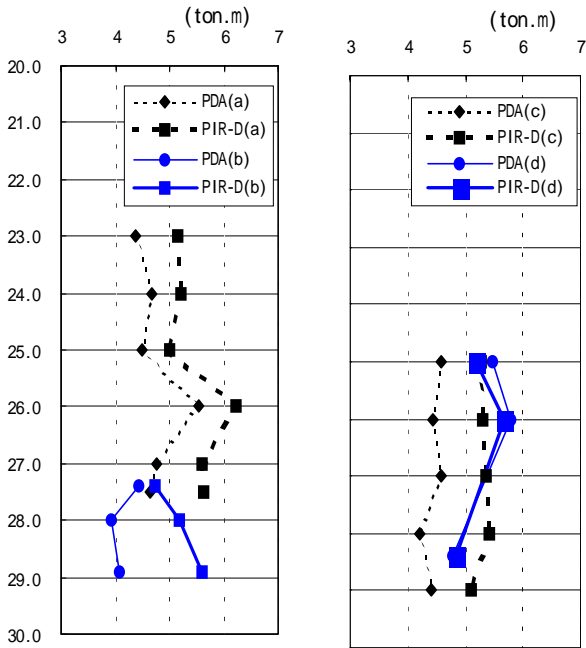 (ton.m)
3 4 5 6 7
20.0
21.0
22.0
23.0
24.0
25.0
26.0
27.0
28.0
29.0
30.0
PDA(a)
PIR-D(a)
PDA(b)
PIR-D(b)
(ton.m)
3 4 5 6 7
PDA(c)
PIR-D(c)
PDA(d)
PIR-D(d)